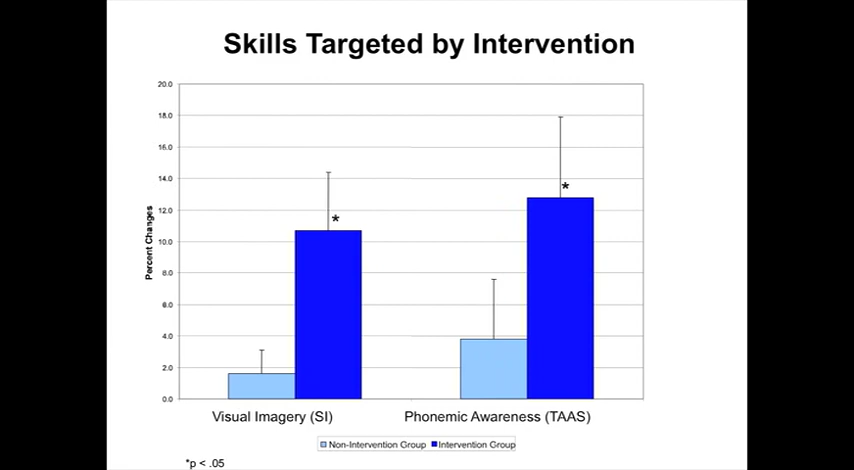 Skills Targeted by Intervention
20.0
18.0
16.0
14.0
12.0
10.0
8.0
6.0
4.0
2.0
0.0
Percent Changes
*
*
Visual Imagery (SI) Phonemic Awareness (TAAS)
Non-Intervention Group Intervention Group
*p < .05